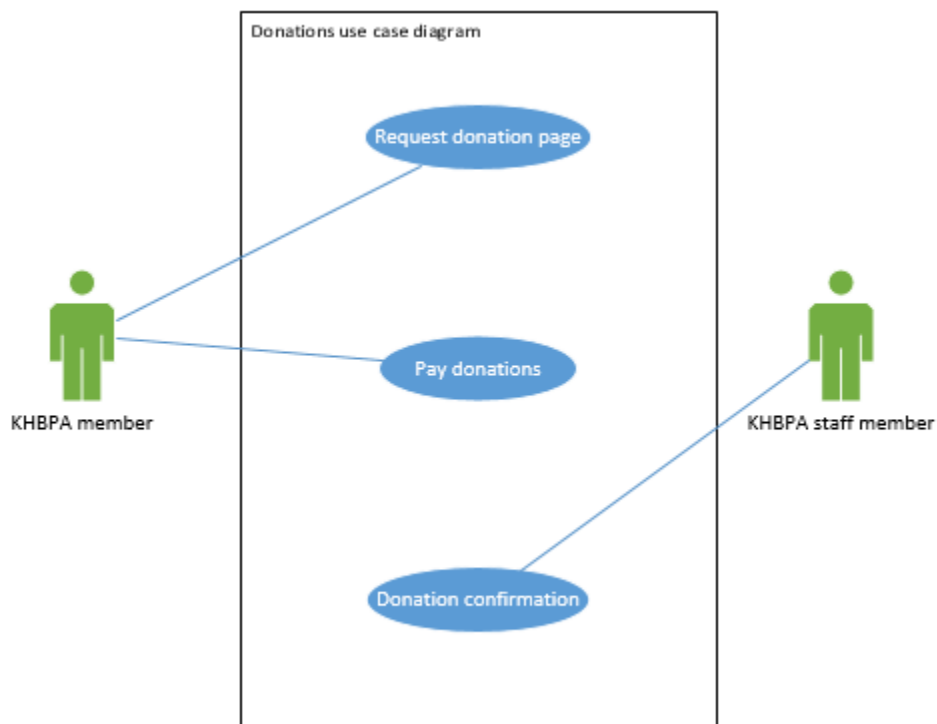 Donations use case diagram
Request donation page
Pay donations
KHBPA member
KHBPA staff member
Donation confirmation